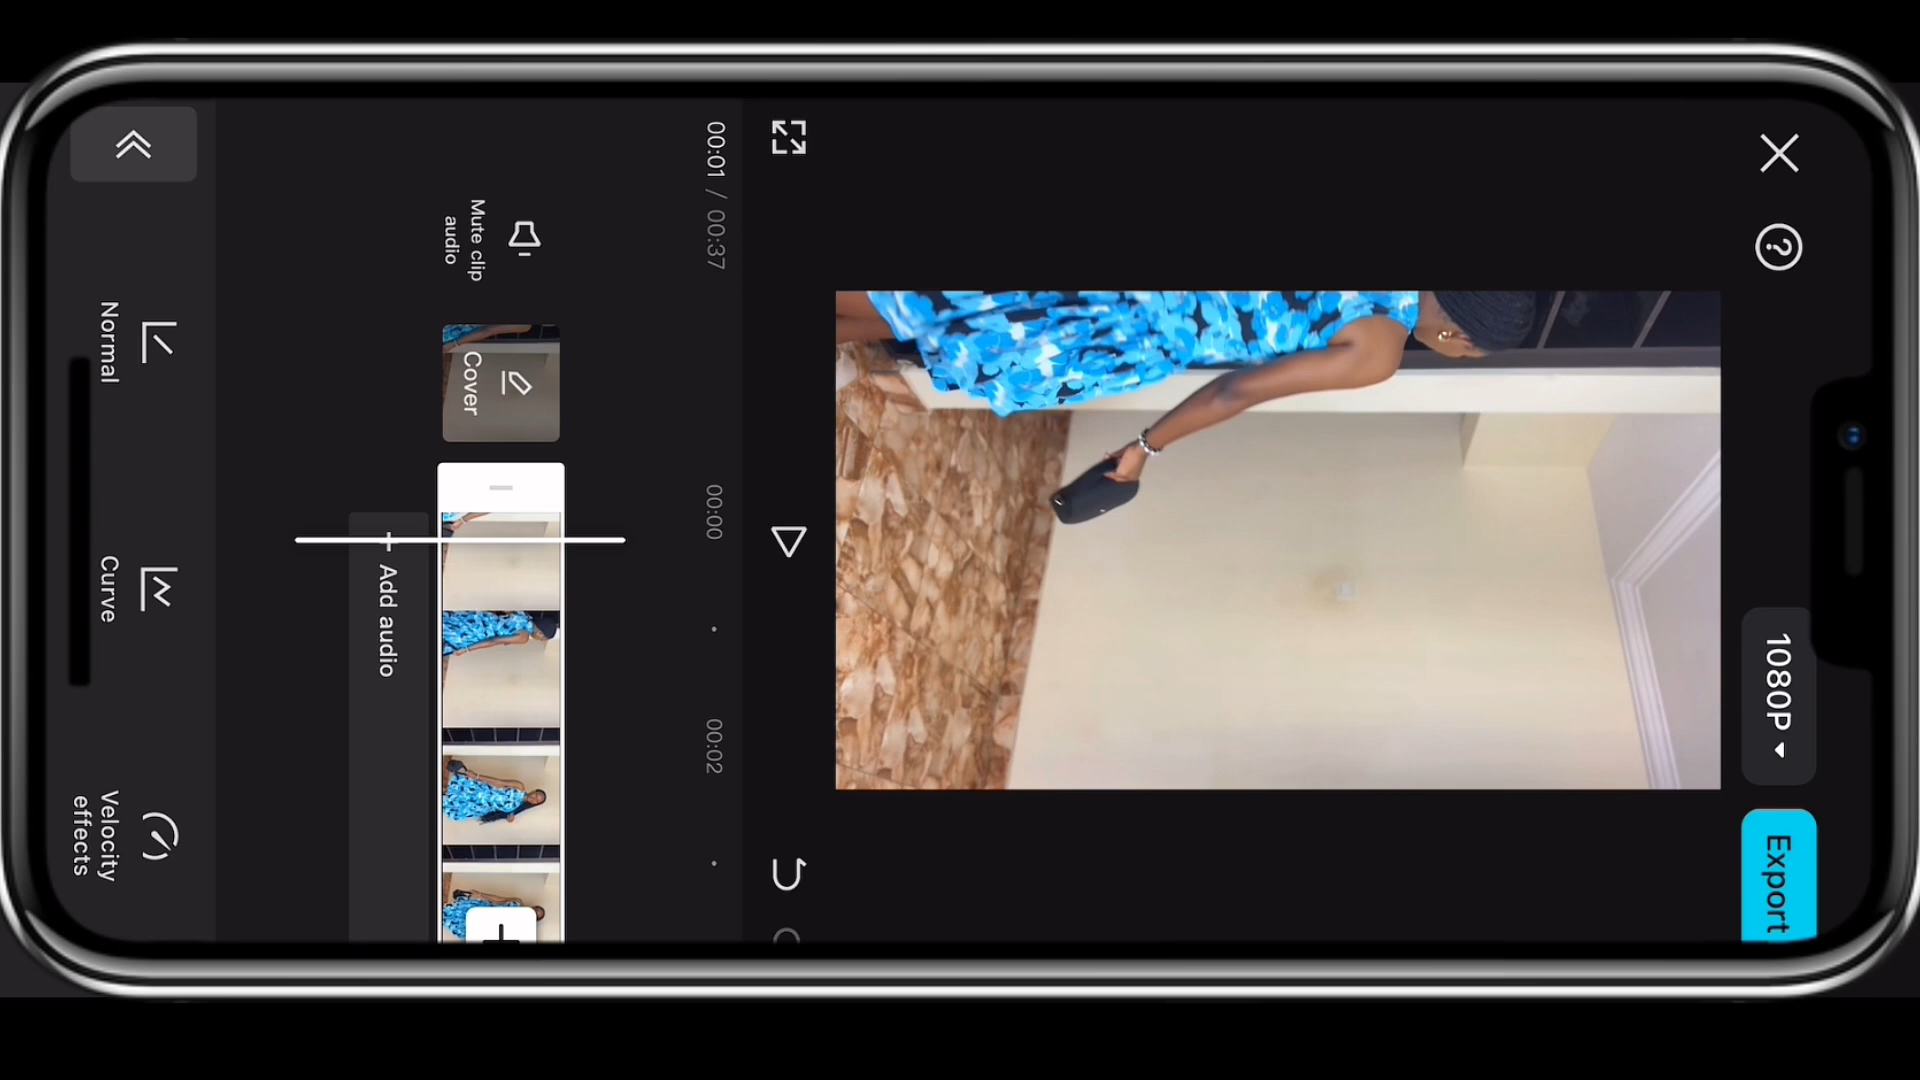 1080P
Export
00:01 / 00:37
00:00
00:02
Mute clip
audio
Cover
+ Add audio
Normal
Curve
Velocity
effects